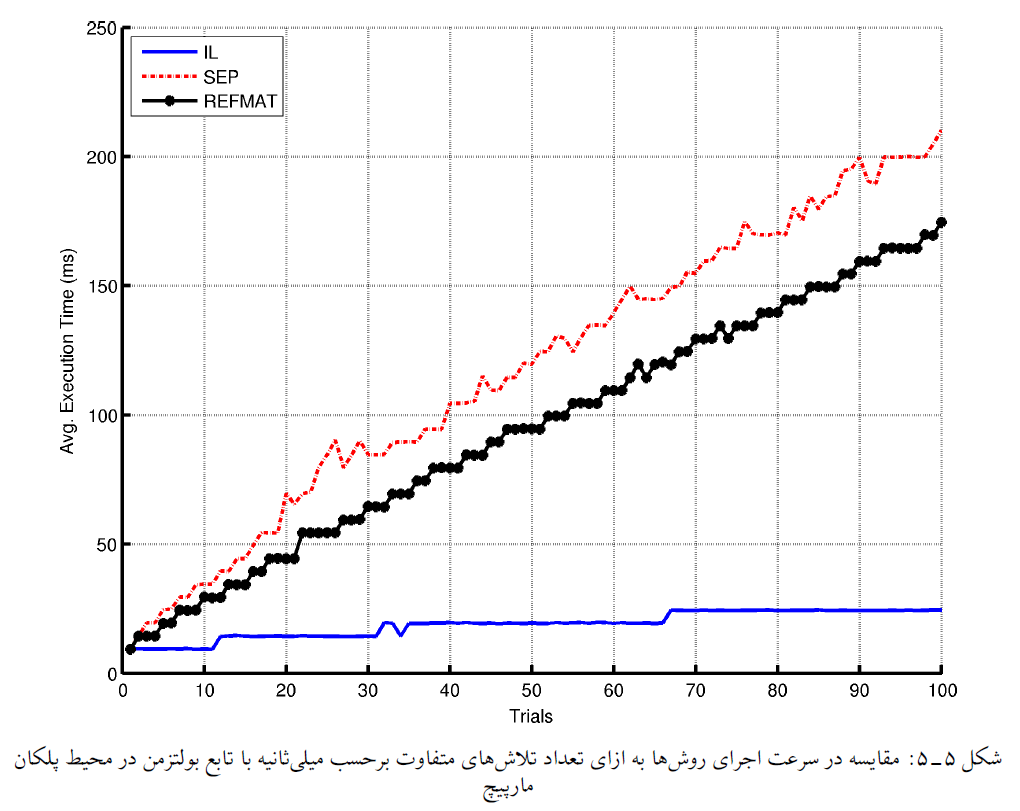 250
200
150
100
50
0
Avg. Execution Time (ms)
IL
SEP
REFMAT
0 10 20 30 40 50 60 70 80 90 100
Trials
شکل ۵ـ۵: مقایسه در سرعت اجرای روش‌ها به ازای تعداد تلاش‌های متفاوت برحسب میلی‌ثانیه با تابع بولتزمن در محیط پلکان
مارپیچ